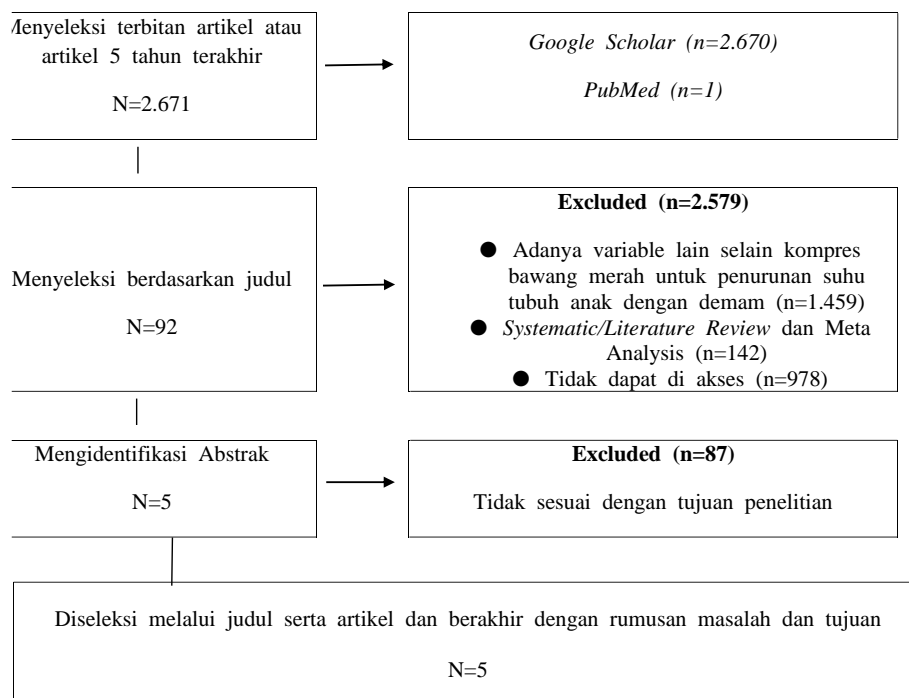 Menyeleksi terbitan artikel atau
artikel 5 tahun terakhir
N=2.671
Google Scholar (n=2.670)
PubMed (n=1)
Menyeleksi berdasarkan judul
N=92
Excluded (n=2.579)
● Adanya variable lain selain kompres
bawang merah untuk penurunan suhu
tubuh anak dengan demam (n=1.459)
● Systematic/Literature Review dan Meta
Analysis (n=142)
● Tidak dapat di akses (n=978)
Mengidentifikasi Abstrak
N=5
Excluded (n=87)
Tidak sesuai dengan tujuan penelitian
Diseleksi melalui judul serta artikel dan berakhir dengan rumusan masalah dan tujuan
N=5